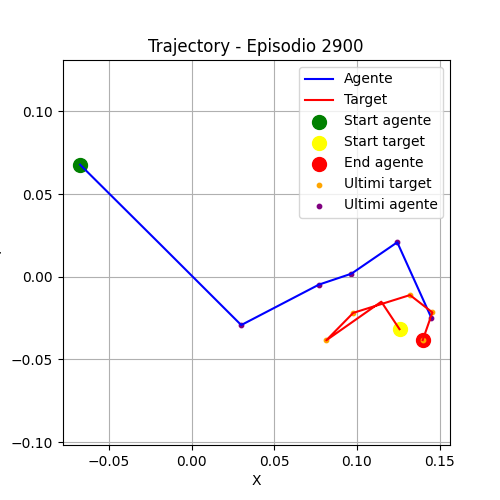 Trajectory - Episodio 2900
Agente
Target
Start agente
Start target
End agente
Ultimi target
Ultimi agente
0.10
0.05
0.00
−0.05
−0.10
−0.05
0.00
0.05
0.10
0.15
X